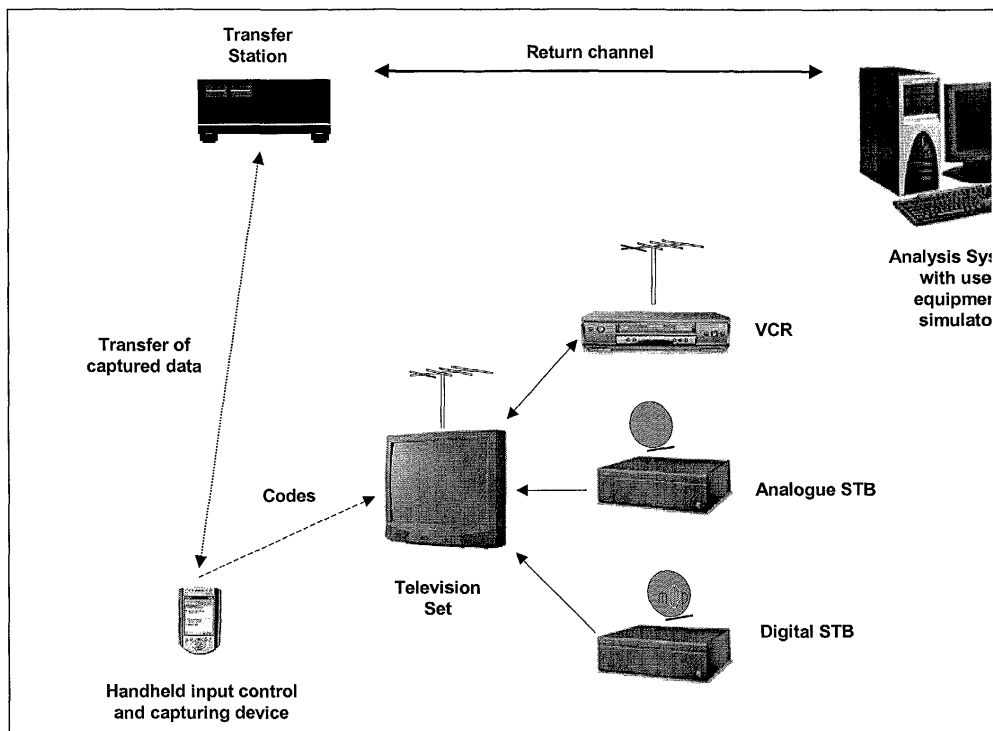 Transfer
Station
Return channel
Analysis Sys
with use
equipmen
simulato
VCR
Transfer of
captured data
Codes
Analogue STB
Television
Set
Digital STB
Handheld input control
and capturing device